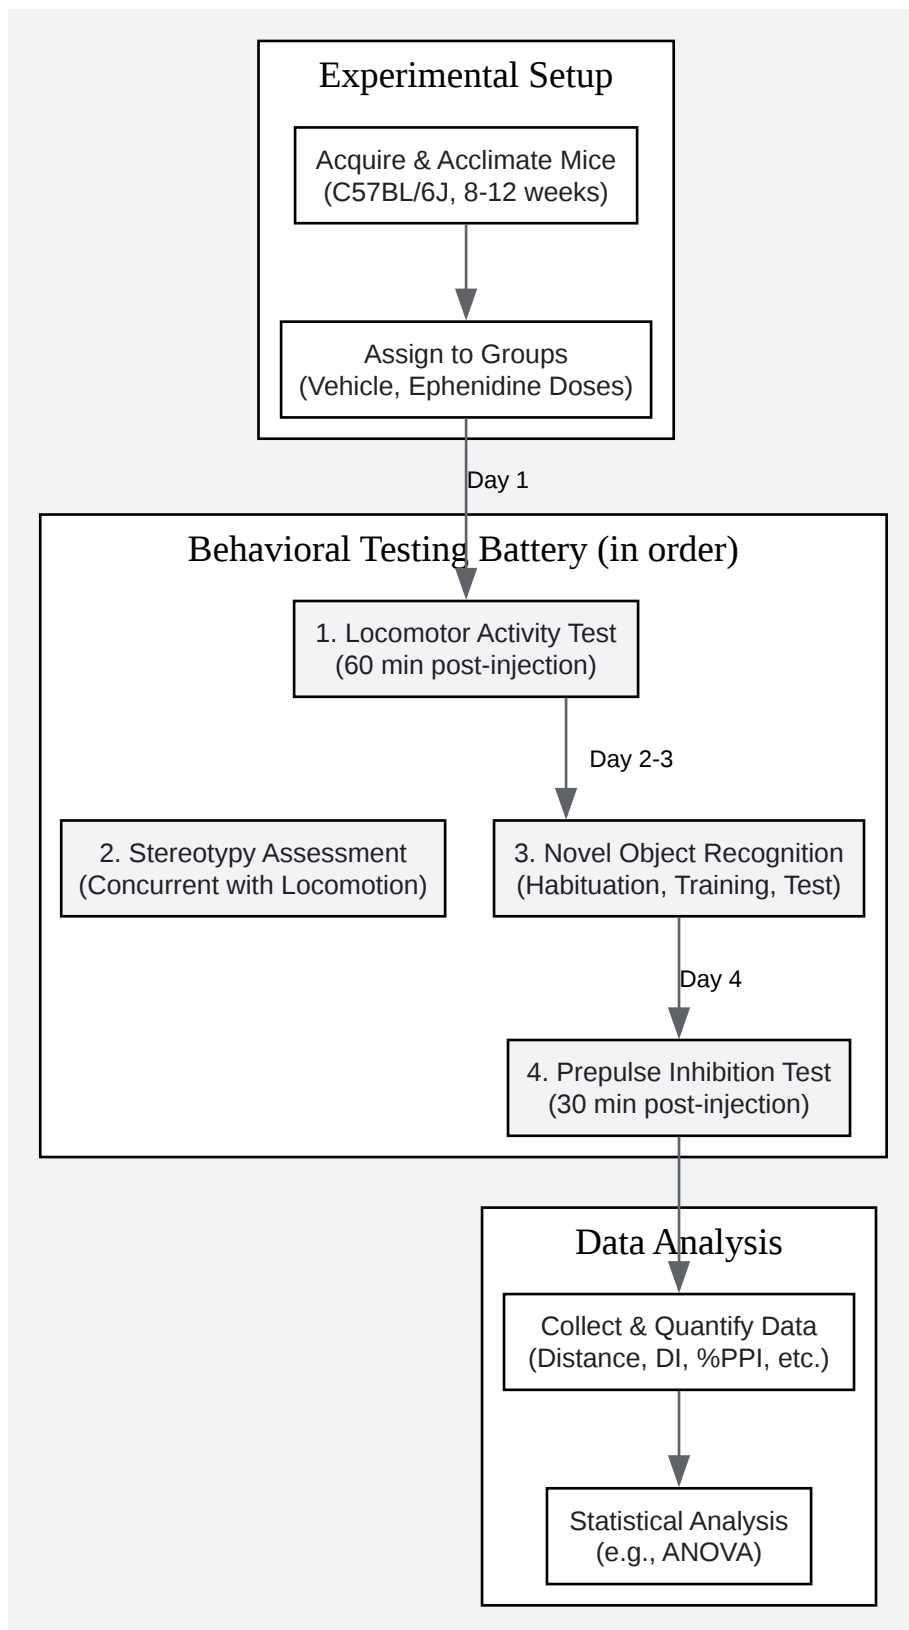 Experimental Setup
Acquire & Acclimate Mice
(C57BL/6J, 8-12 weeks)
Assign to Groups
(Vehicle, Ephenidine Doses)
Day 1
Behavioral Testing Battery (in order)
1. Locomotor Activity Test
(60 min post-injection)
Day 2-3
2. Stereotypy Assessment
(Concurrent with Locomotion)
3. Novel Object Recognition
(Habituation, Training, Test)
Day 4
4. Prepulse Inhibition Test
(30 min post-injection)
Data Analysis
Collect & Quantify Data
(Distance, DI, %PPI, etc.)
Statistical Analysis
(e.g., ANOVA)